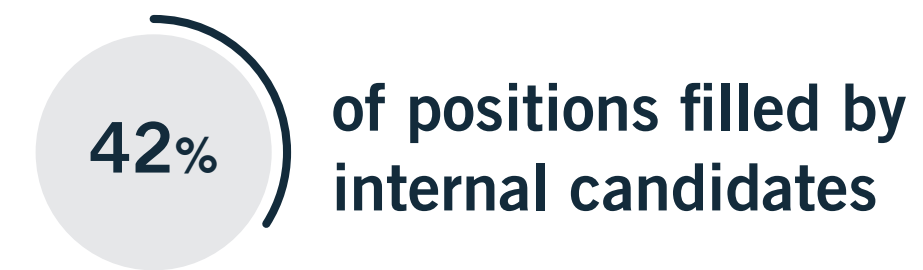 42%
of positions filled by
internal candidates